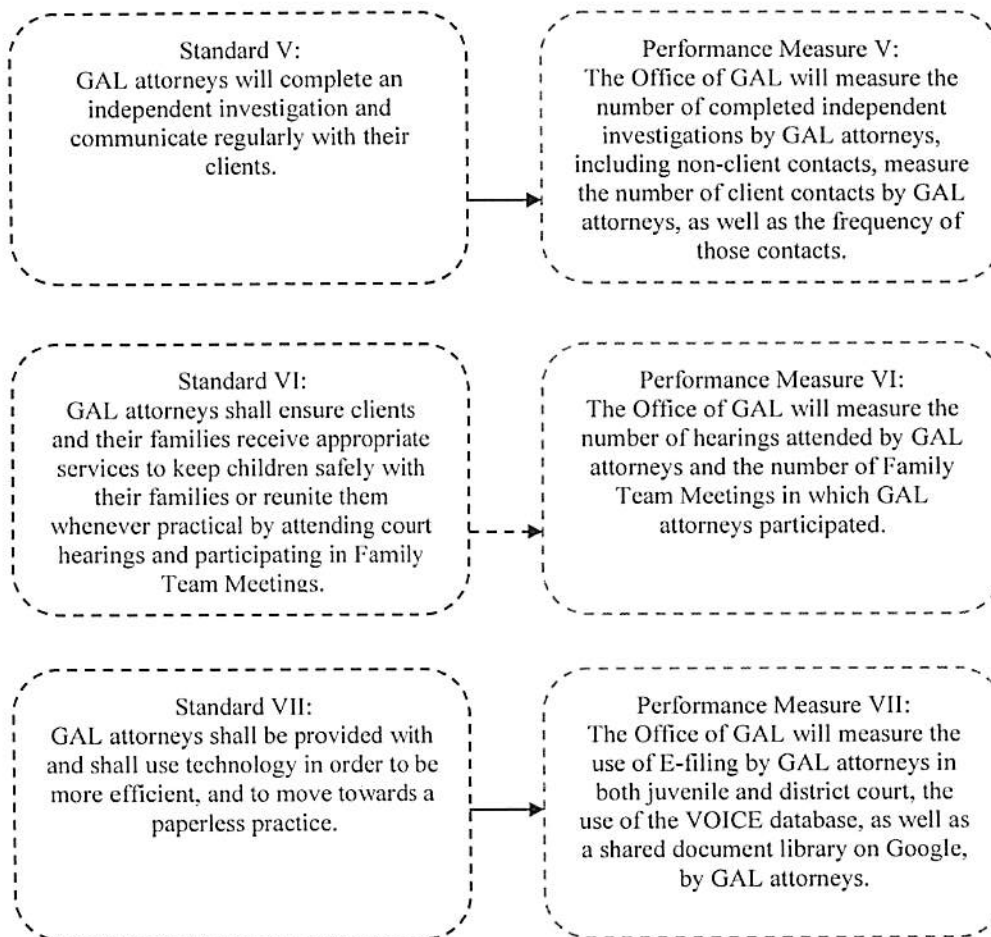 Standard V:
GAL attorneys will complete an
independent investigation and
communicate regularly with their
clients.
Performance Measure V:
The Office of GAL will measure the
number of completed independent
investigations by GAL attorneys,
including non-client contacts, measure
the number of client contacts by GAL
attorneys, as well as the frequency of
those contacts.
Standard VI:
GAL attorneys shall ensure clients
and their families receive appropriate
services to keep children safely with
their families or reunite them
whenever practical by attending court
hearings and participating in Family
Team Meetings.
Performance Measure VI:
The Office of GAL will measure the
number of hearings attended by GAL
attorneys and the number of Family
Team Meetings in which GAL
attorneys participated.
Standard VII:
GAL attorneys shall be provided with
and shall use technology in order to be
more efficient, and to move towards a
paperless practice.
Performance Measure VII:
The Office of GAL will measure the
use of E-filing by GAL attorneys in
both juvenile and district court, the
use of the VOICE database, as well as
a shared document library on Google,
by GAL attorneys.